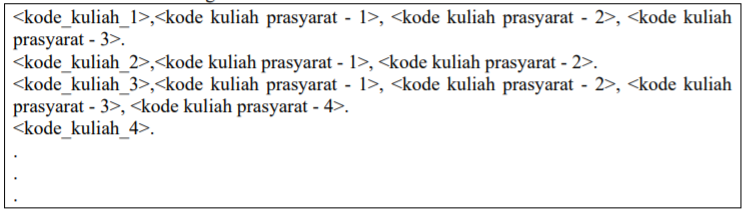 <kode_kuliah_1>,<kode kuliah prasyarat - 1>, <kode kuliah prasyarat - 2>, <kode kuliah
prasyarat - 3>.
<kode_kuliah_2>,<kode kuliah prasyarat - 1>, <kode kuliah prasyarat - 2>.
<kode_kuliah_3>,<kode kuliah prasyarat - 1>, <kode kuliah prasyarat - 2>, <kode kuliah
prasyarat - 3>, <kode kuliah prasyarat - 4>.
<kode_kuliah_4>.
.
.
.